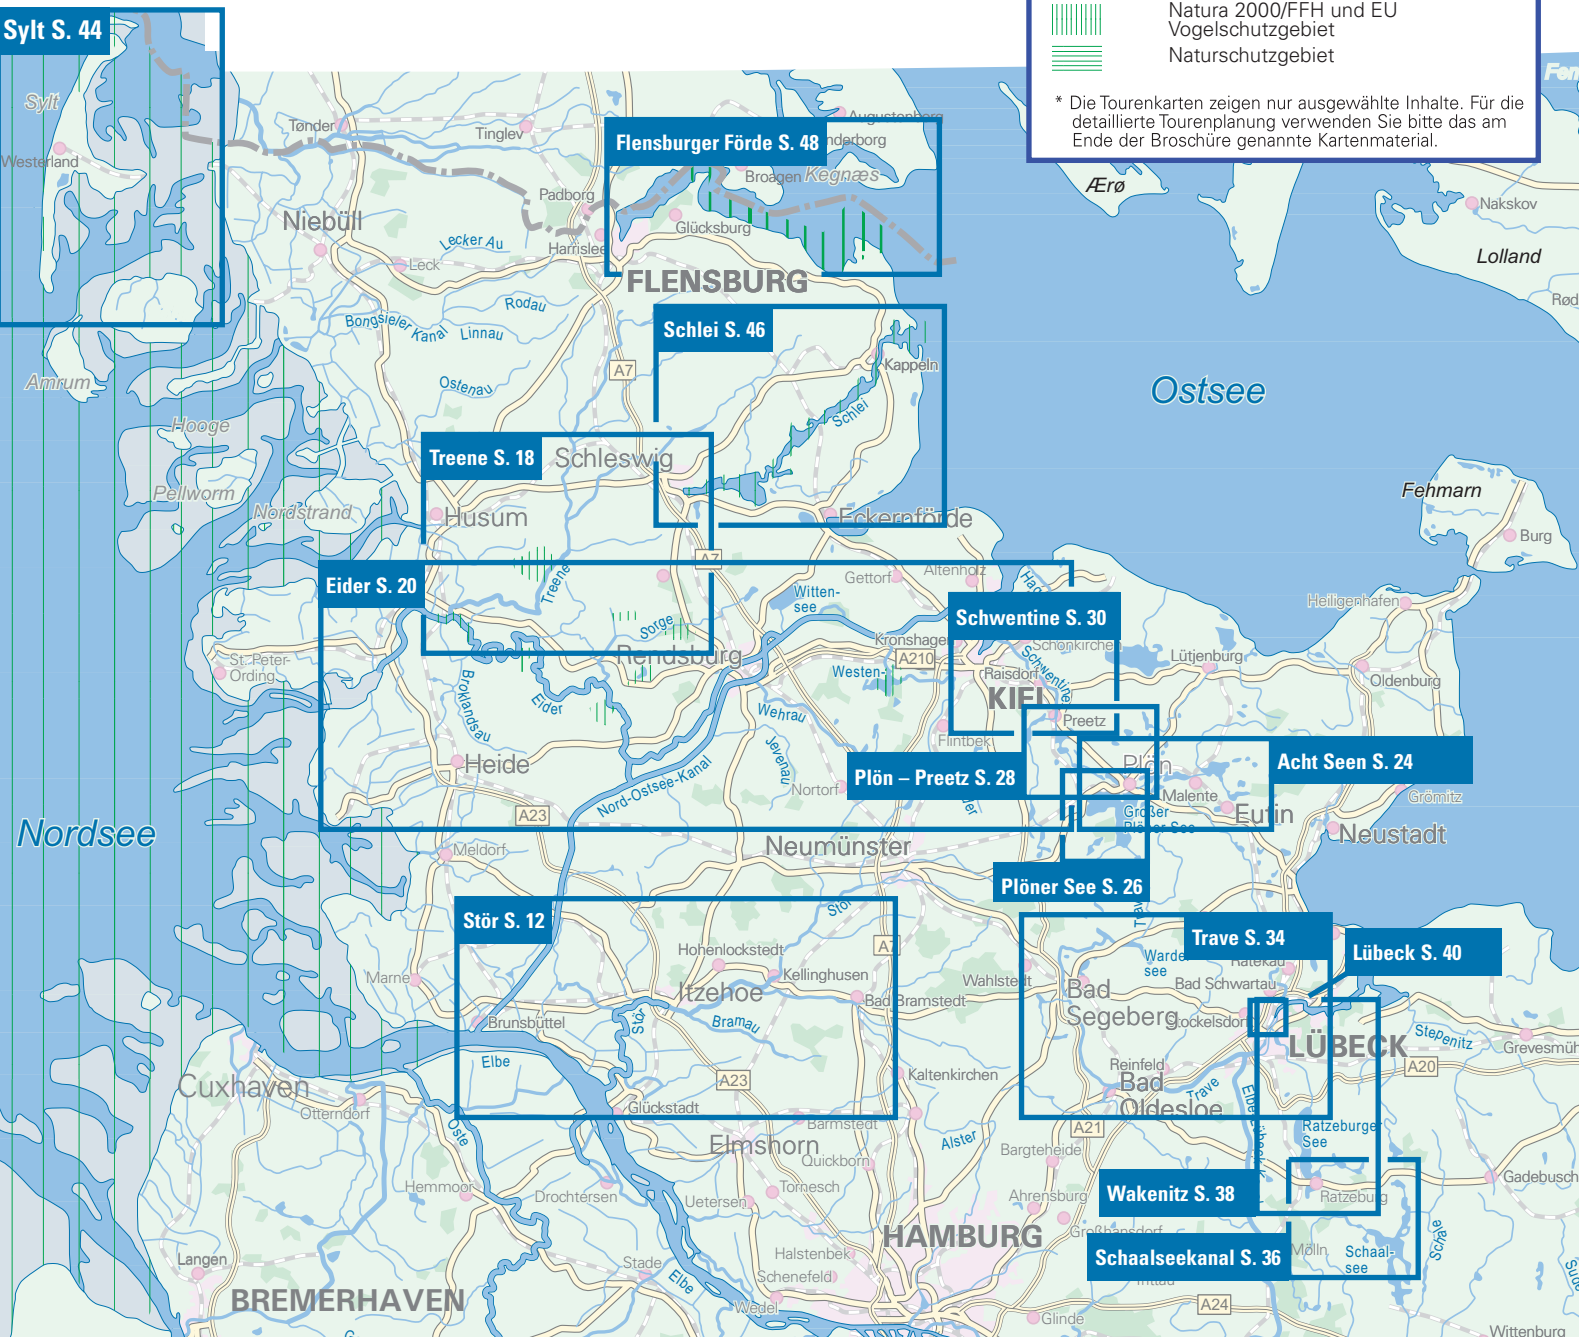 Sylt S. 44
Natura 2000/FFH und EU
Vogelschutzgebiet
Naturschutzgebiet
* Die Tourenkarten zeigen nur ausgewählte Inhalte. Für die
detaillierte Tourenplanung verwenden Sie bitte das am
Ende der Broschüre genannte Kartenmaterial.
Sylt
Westerland
Tønder
Tinglev
Augustenborg
Flensburger Förde S. 48
Broagen
Kegnæs
Padborg
Ærø
Nakskov
Niebüll
Lecker Au
Harrislee
Glücksburg
Leck
Lolland
FLENSBURG
Rodau
Bongsieler Kanal
Linnau
Schlei S. 46
A7
Kappeln
Amrum
Ostenau
Ostsee
Hooge
Schlei
Treene S. 18
Schleswig
Pellworm
Nordstrand
Husum
Eckernförde
Fehmarn
Burg
A7
Eider S. 20
Treene
Gettorf
Altenholz
Witten-
see
Schwentine S. 30
Heiligenhafen
Sorge
Kronshagen
Schönkirchen
St. Peter-
Ording
Rendsburg
A210
Westen-
Schwentine
Raisdorf
Lütjenburg
Oldenburg
Broklandsau
Eider
Wehrau
KIEL
Preetz
Flintbek
Jevenau
Heide
Nord-Ostsee-Kanal
Nortorf
Plön – Preetz S. 28
Plön
Acht Seen S. 24
Malente
Grömitz
A23
Großer
Plöner See
Eutin
Nordsee
Neumünster
Neustadt
Meldorf
Plöner See S. 26
Stör S. 12
Stör
Trave S. 34
Lübeck S. 40
Hohenlockstedt
A7
Warder
see
Ratekau
Marne
Kellinghusen
Wahlstedt
Bad Schwartau
Itzehoe
Bad Bramstedt
Bad
Segeberg
Stockelsdorf
Brunsbüttel
Stör
Bramau
LÜBECK
Stepenitz
Elbe
Kaltenkirchen
Reinfeld
A20
Cuxhaven
A23
Bad
Oldesloe
Trave
Otterndorf
Glückstadt
Oste
Elmshorn
Barmstedt
A21
Ratzeburger
See
Alster
Bargteheide
Quickborn
Hemmoor
Drochtersen
Uetersen
Tornesch
Ahrensburg
Wakenitz S. 38
Ratzeburg
Gadebusch
Großhansdorf
HAMBURG
Schaalseekanal S. 36
Mölln
Schaal-
see
Schale
Langen
Halstenbek
Stade
Elbe
Schenefeld
BREMERHAVEN
Wedel
A24
Glinde
Wittenburg